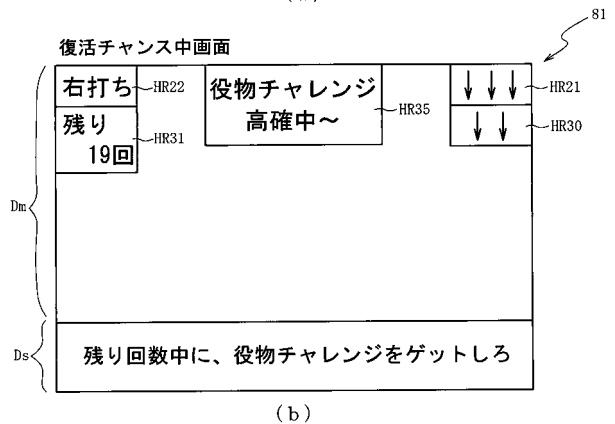 81
復活チャンス中画面
右打ち
HR22
役物チャレンジ
高確中～
HR35
HR21
残り
19回
HR31
HR30
Dm
Ds
残り回数中に、役物チャレンジをゲットしろ
(b)